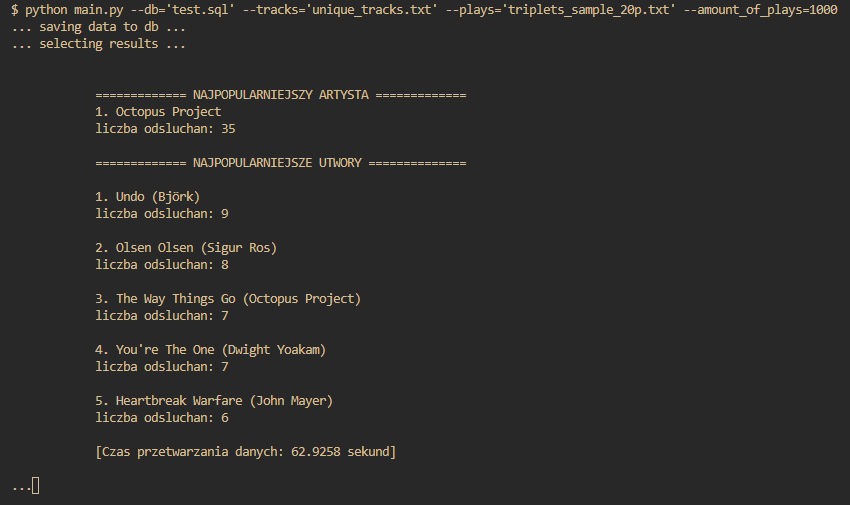 $ python main.py --db='test.sql' --tracks='unique_tracks.txt' --plays='triplets_sample_20p.txt' --amount_of_plays=1000
... saving data to db ...
... selecting results ...
============= NAJPOPULARNIEJSZY ARTYSTA =============
1. Octopus Project
liczba odsluchan: 35
============= NAJPOPULARNIEJSZE UTWORY ==============
1. Undo (Björk)
liczba odsluchan: 9
2. Olsen Olsen (Sigur Ros)
liczba odsluchan: 8
3. The Way Things Go (Octopus Project)
liczba odsluchan: 7
4. You're The One (Dwight Yoakam)
liczba odsluchan: 7
5. Heartbreak Warfare (John Mayer)
liczba odsluchan: 6
[Czas przetwarzania danych: 62.9258 sekund]
...